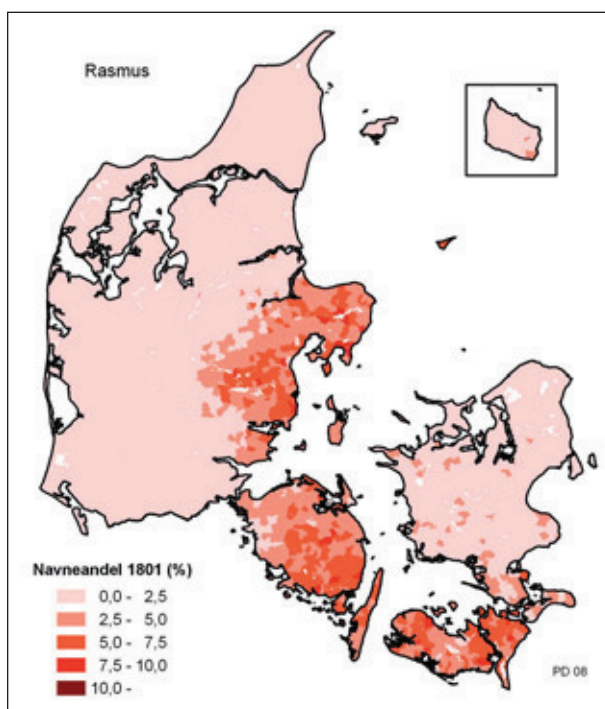 Rasmus
Navneandel 1801 (%)
0,0 - 2,5
2,5 - 5,0
5,0 - 7,5
7,5 - 10,0
10,0 -
PD 08